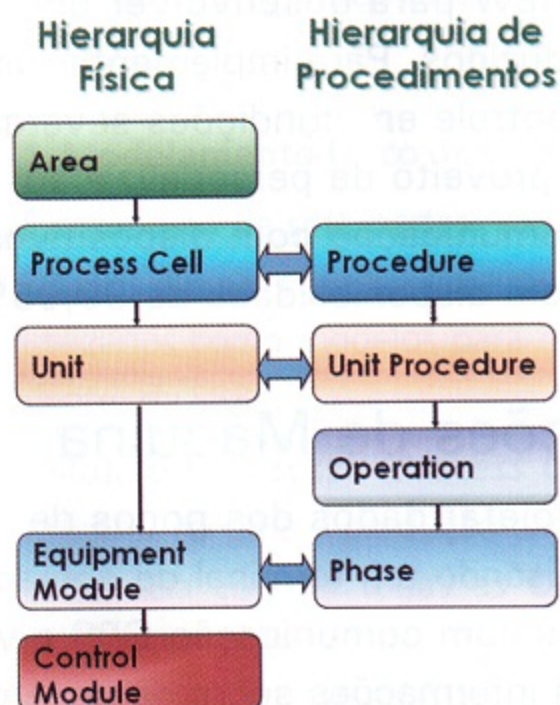 Hierarquia
Física
Hierarquia de
Procedimentos
Area
Process Cell
Procedure
Unit
Unit Procedure
Operation
Equipment
Module
Phase
Control
Module